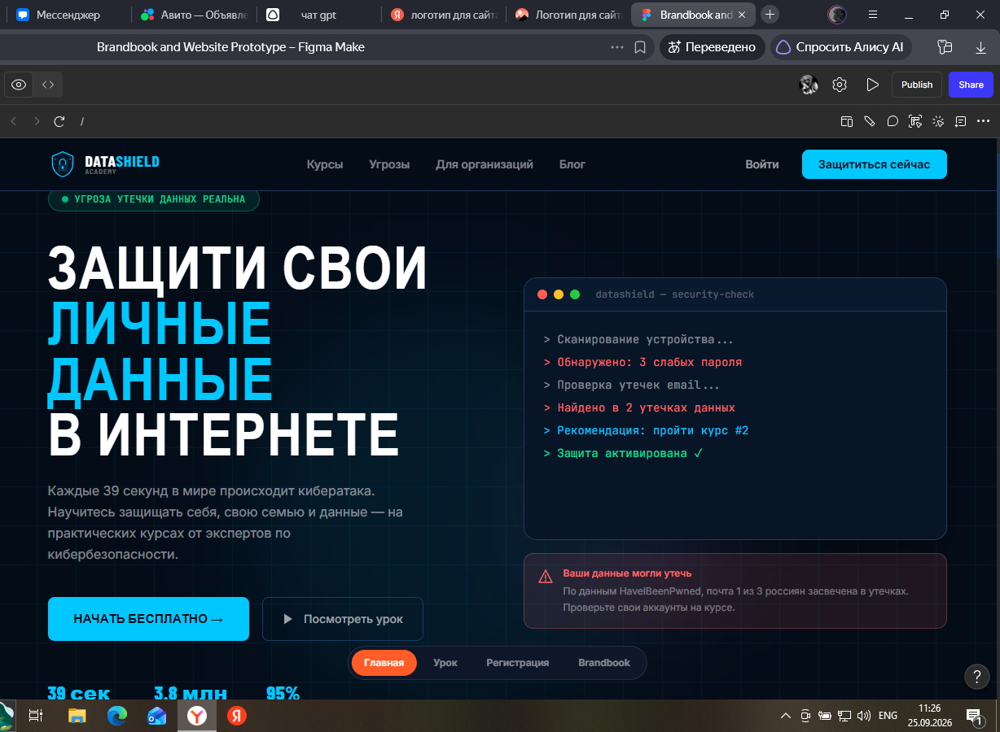 Мессенджер
Авито — Объявле
чат gpt
логотип для сайта
Логотип для сайт
Brandbook and
Brandbook and Website Prototype – Figma Make
Переведено
Спросить Алису AI
Publish
Share
/
DATASHIELD
ACADEMY
Курсы
Угрозы
Для организаций
Блог
Войти
Защититься сейчас
УГРОЗА УТЕЧКИ ДАННЫХ РЕАЛЬНА
ЗАЩИТИ СВОИ
ЛИЧНЫЕ
ДАННЫЕ
В ИНТЕРНЕТЕ
Каждые 39 секунд в мире происходит кибератака.
Научитесь защищать себя, свою семью и данные — на
практических курсах от экспертов по
кибербезопасности.
НАЧАТЬ БЕСПЛАТНО →
Посмотреть урок
datashield — security-check
> Сканирование устройства...
> Обнаружено: 3 слабых пароля
> Проверка утечек email...
> Найдено в 2 утечках данных
> Рекомендация: пройти курс #2
> Защита активирована ✓
Ваши данные могли утечь
По данным HaveIBeenPwned, почта 1 из 3 россиян засвечена в утечках.
Проверьте свои аккаунты на курсе.
Главная
Урок
Регистрация
Brandbook
?
39 сек
3.8 млн
95%
ENG
11:26
25.09.2026
1